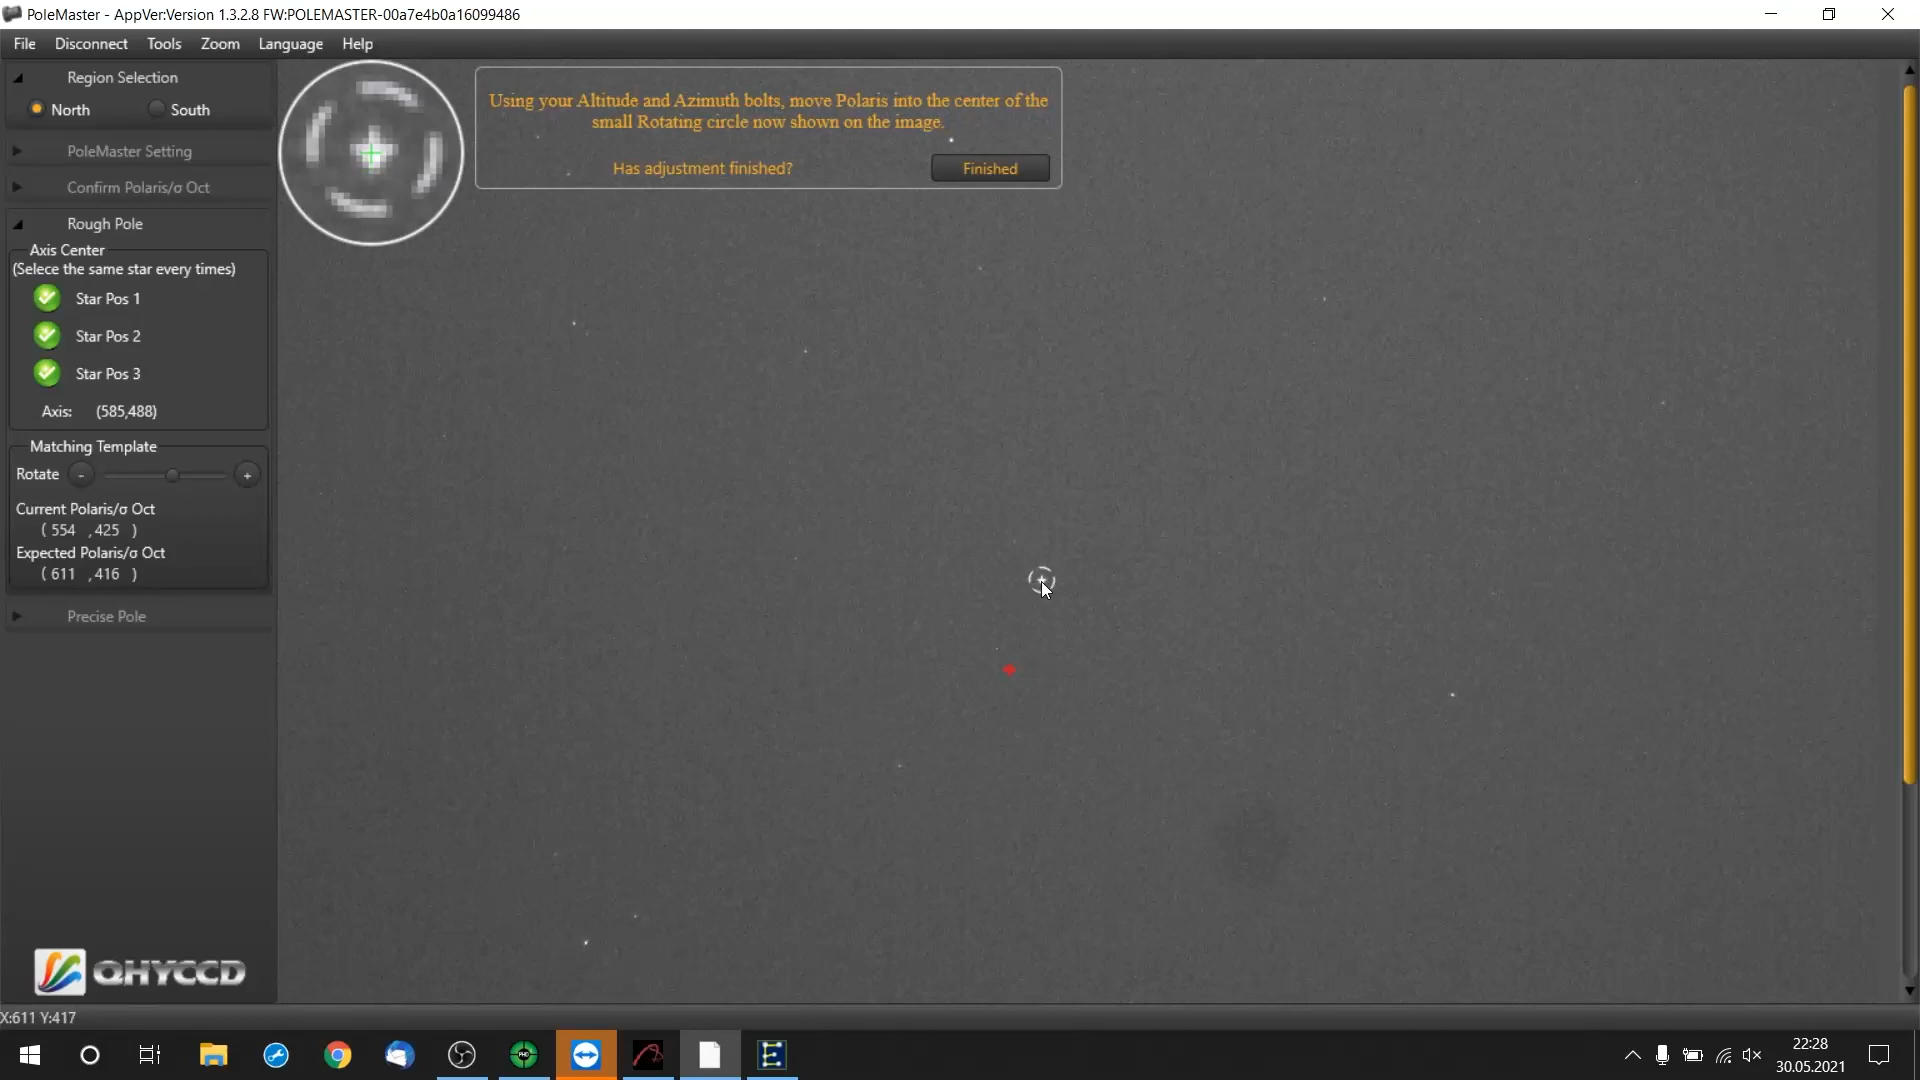 PoleMaster - AppVer:Version 1.3.2.8 FW:POLEMASTER-00a7e4b0a16099486
File Disconnect Tools Zoom Language Help
Region Selection
North South
PoleMaster Setting
Confirm Polaris/σ Oct
Rough Pole
Axis Center
(Selece the same star every times)
Star Pos 1
Star Pos 2
Star Pos 3
Axis: (585,488)
Matching Template
Rotate - +
Current Polaris/σ Oct
( 554 ,425 )
Expected Polaris/σ Oct
( 611 ,416 )
Precise Pole
QHYCCD
Using your Altitude and Azimuth bolts, move Polaris into the center of the
small Rotating circle now shown on the image.
Has adjustment finished? Finished
X:611 Y:417
PHD
22:28
30.05.2021